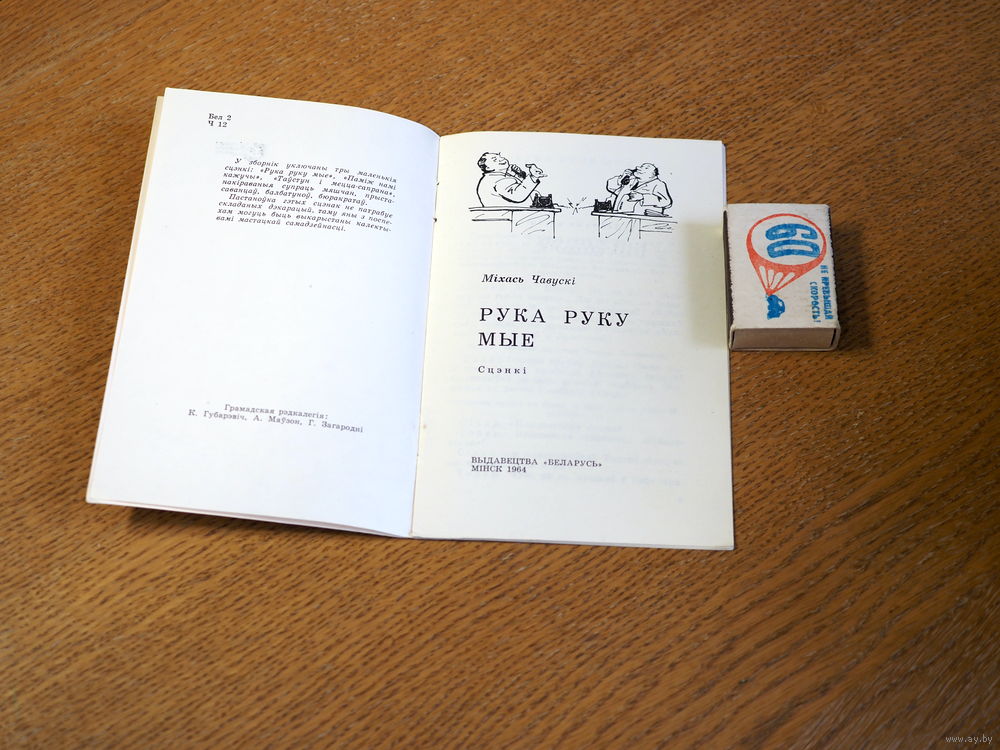 Бел 2
Ч 12
У зборнік уключаны тры маленькія
сцэнкі: «Рука руку мые», «Паміж намі
кажучы», «Таўстун і мецца-сапрана»,
накіраваныя супраць мяшчан, прыста-
саванцаў, балбатуноў, бюракратаў.
Пастаноўка гэтых сцэнак не патрабуе
складаных дэкарацый, таму яны з поспе-
хам могуць быць выкарыстаны калекты-
вамі мастацкай самадзейнасці.
Грамадская рэдкалегія:
К. Губарэвіч, А. Маўзон, Г. Загародні
Міхась Чавускі
РУКА РУКУ
МЫЕ
Сцэнкі
ВЫДАВЕЦТВА «БЕЛАРУСЬ»
МІНСК 1964
60
НЕ ПРЕВЫШАЙ
СКОРОСТЬ!
www.ay.by